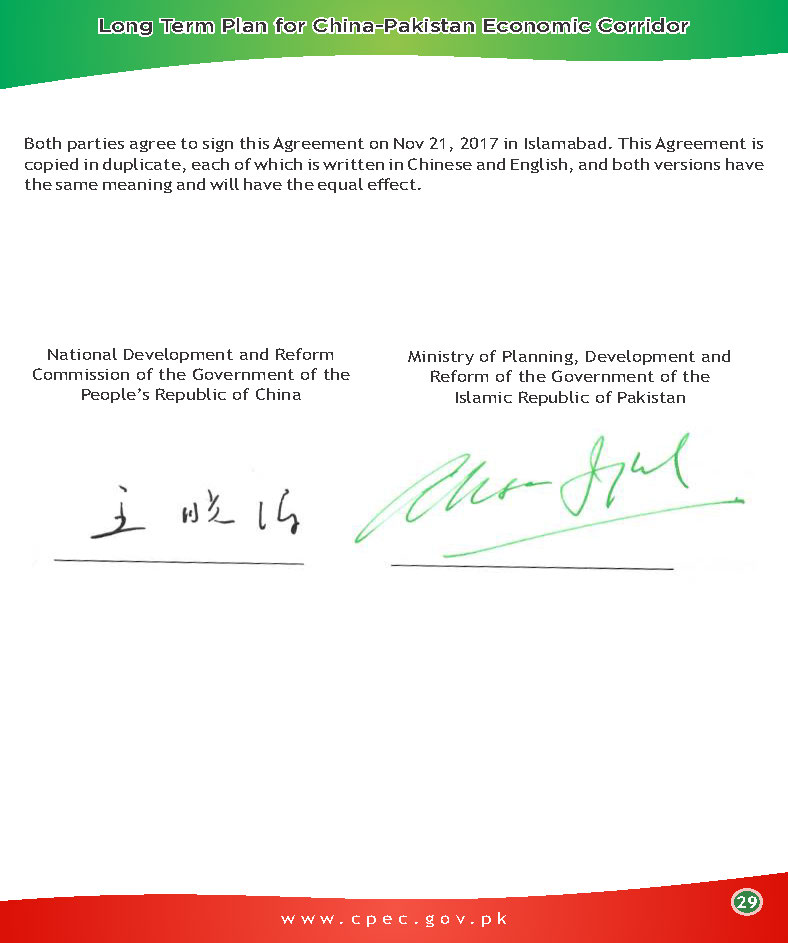 Long Term Plan for China-Pakistan Economic Corridor
Both parties agree to sign this Agreement on Nov 21, 2017 in Islamabad. This Agreement is
copied in duplicate, each of which is written in Chinese and English, and both versions have
the same meaning and will have the equal effect.
National Development and Reform
Commission of the Government of the
People's Republic of China
Ministry of Planning, Development and
Reform of the Government of the
Islamic Republic of Pakistan
www.cpec.gov.pk
29